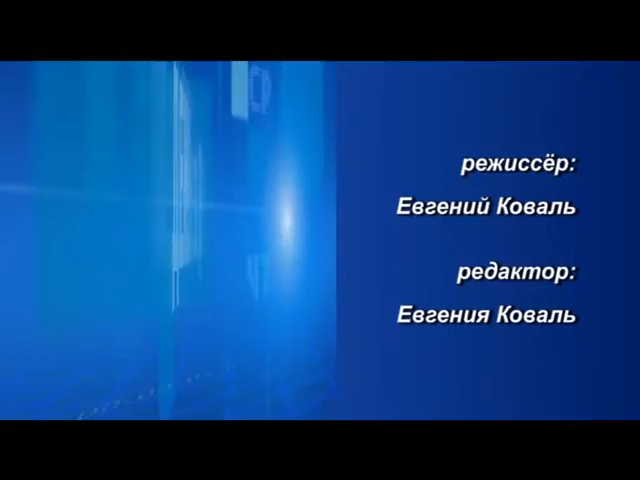 режиссёр:
Евгений Коваль
редактор:
Евгения Коваль